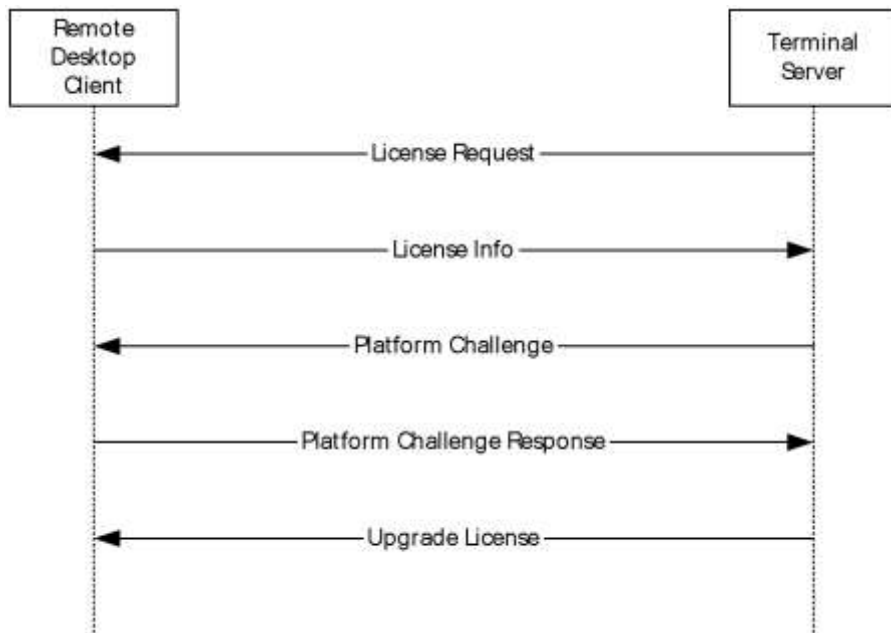 Remote
Desktop
Client
Terminal
Server
License Request
License Info
Platform Challenge
Platform Challenge Response
Upgrade License